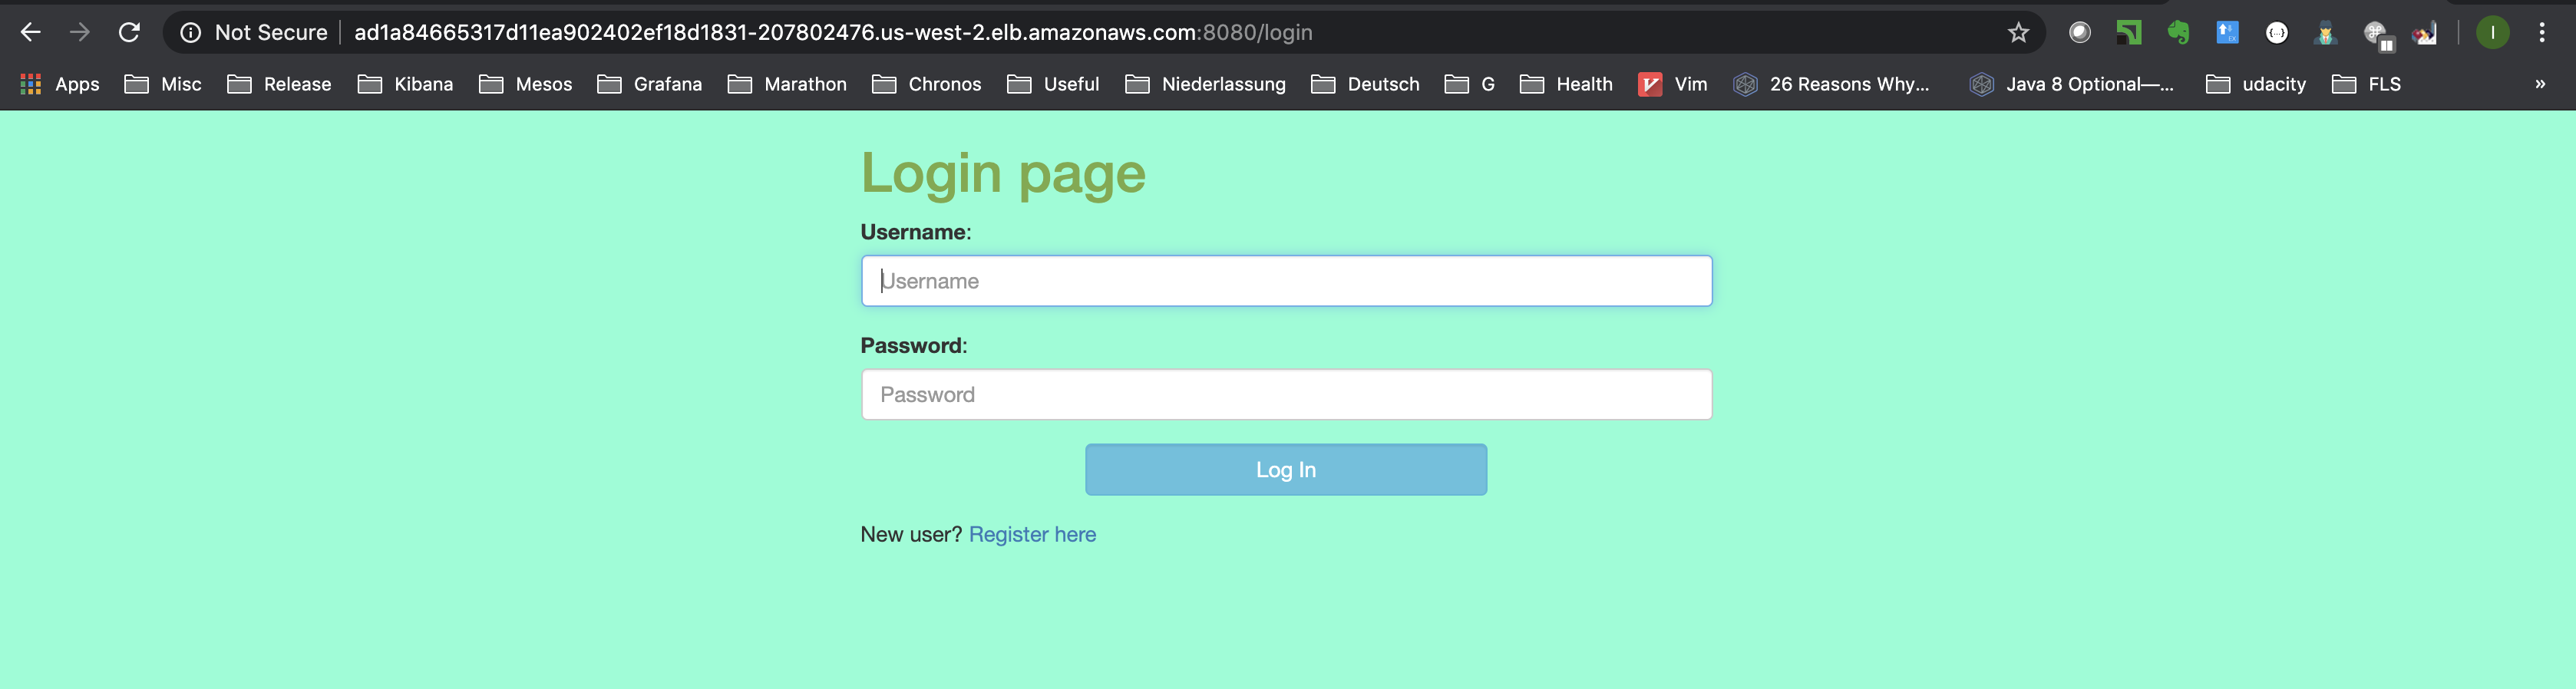 Not Secure ad1a84665317d11ea902402ef18d1831-207802476.us-west-2.elb.amazonaws.com:8080/login I
Apps Misc Release Kibana Mesos Grafana Marathon Chronos Useful Niederlassung Deutsch G Health Vim 26 Reasons Why... Java 8 Optional—... udacity FLS »
Login page
Username:
Username
Password:
Password
Log In
New user? Register here